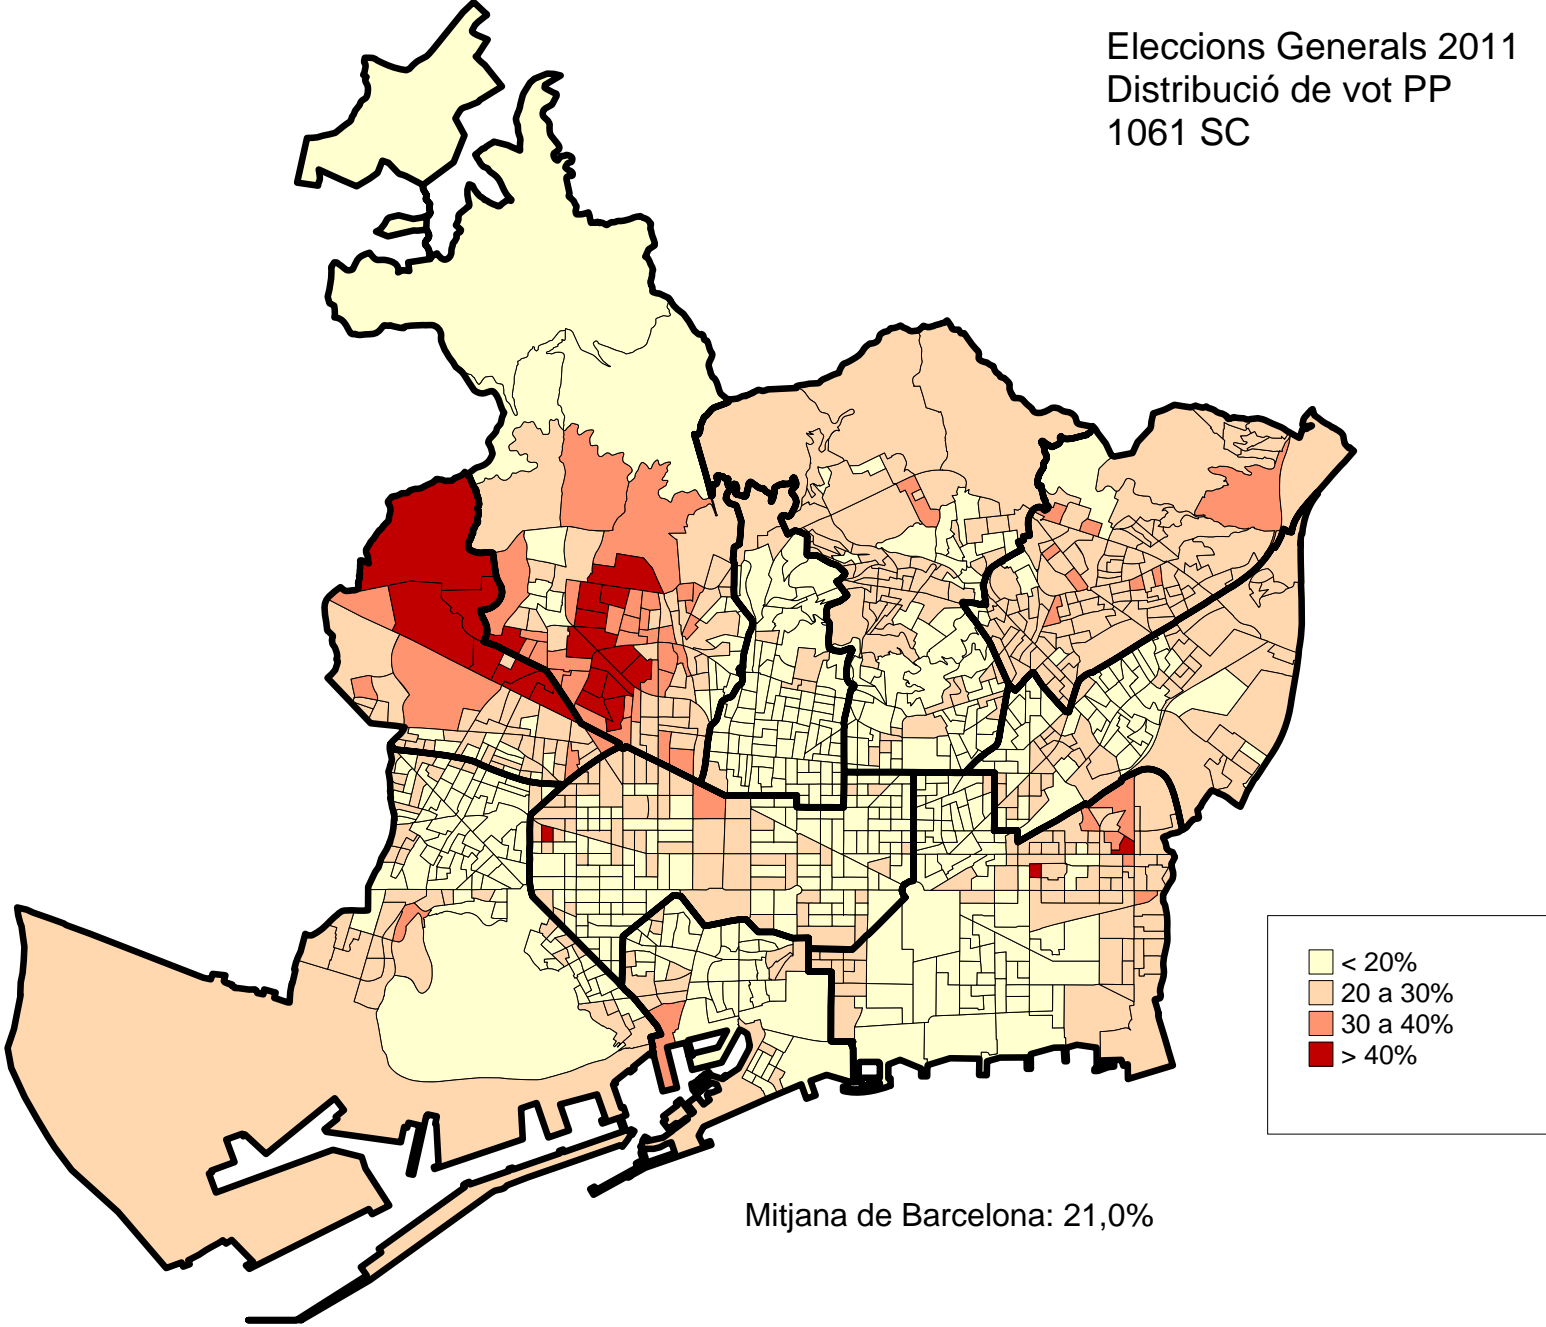 Eleccions Generals 2011
Distribució de vot PP
1061 SC
< 20%
20 a 30%
30 a 40%
> 40%
Mitjana de Barcelona: 21,0%